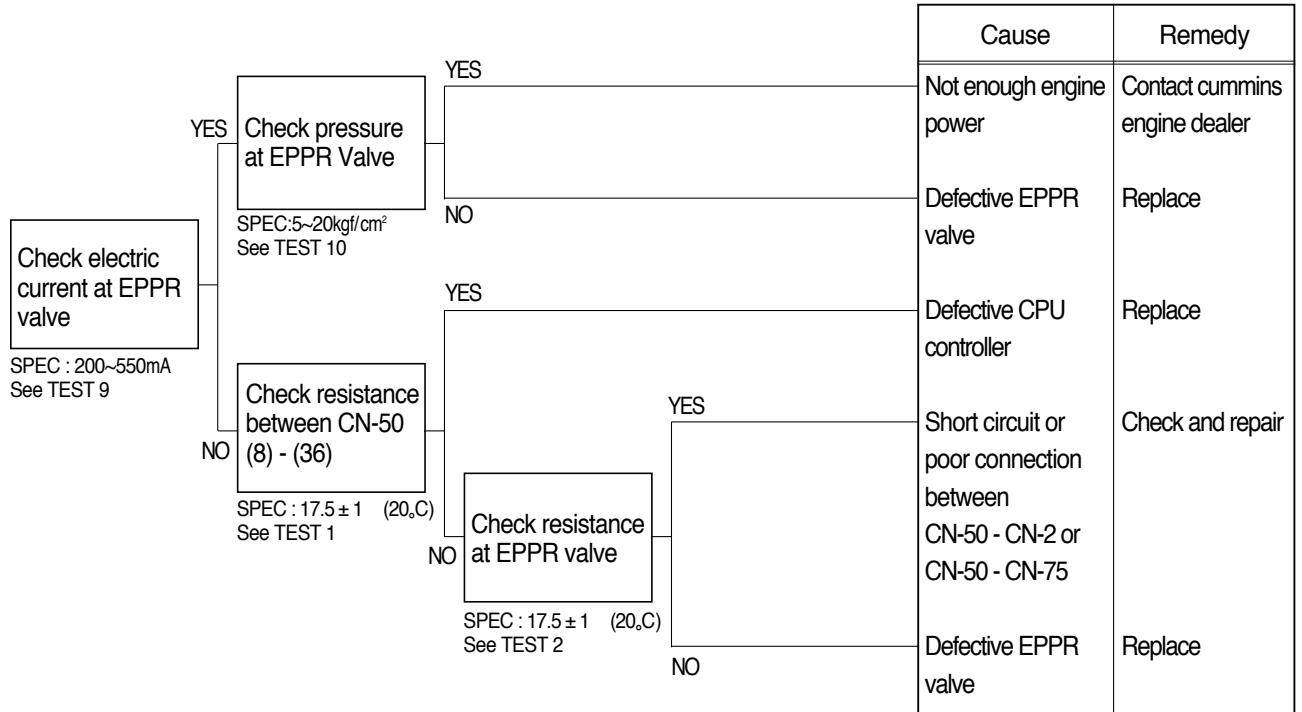 Cause
Remedy
YES
Not enough engine
power
Contact cummins
engine dealer
YES
Check pressure
at EPPR Valve
SPEC:5~20kgf/cm²
See TEST 10
NO
Defective EPPR
valve
Replace
Check electric
current at EPPR
valve
SPEC : 200~550mA
See TEST 9
YES
Defective CPU
controller
Replace
NO
Check resistance
between CN-50
(8) - (36)
SPEC : 17.5 ± 1 (20°C)
See TEST 1
YES
Short circuit or
poor connection
between
CN-50 - CN-2 or
CN-50 - CN-75
Check and repair
NO
Check resistance
at EPPR valve
SPEC : 17.5 ± 1 (20°C)
See TEST 2
NO
Defective EPPR
valve
Replace